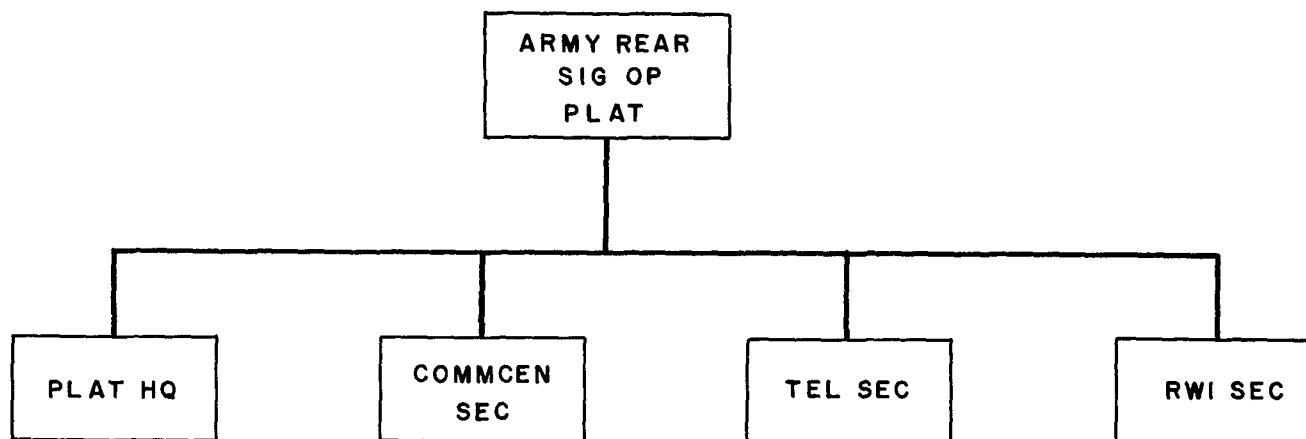 ARMY REAR
SIG OP
PLAT
PLAT HQ
COMMCEN
SEC
TEL SEC
RWI SEC